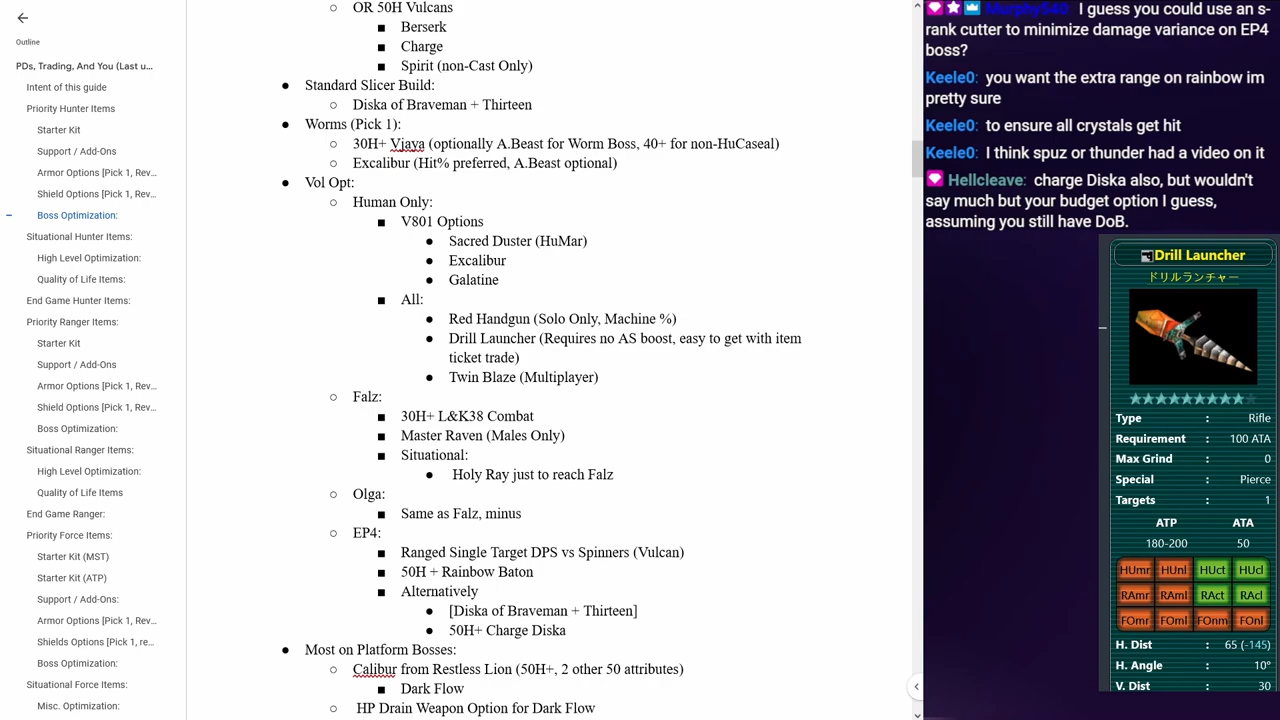 Outline
PDs, Trading, And You (Last u...
Intent of this guide
Priority Hunter Items
Starter Kit
Support / Add-Ons
Armor Options [Pick 1, Rev...
Shield Options [Pick 1, Rev...
Boss Optimization:
Situational Hunter Items:
High Level Optimization:
Quality of Life Items:
End Game Hunter Items:
Priority Ranger Items:
Starter Kit
Support / Add-Ons
Armor Options [Pick 1, Rev...
Shield Options [Pick 1, Rev...
Boss Optimization:
Situational Ranger Items:
High Level Optimization:
Quality of Life Items
End Game Ranger:
Priority Force Items:
Starter Kit (MST)
Starter Kit (ATP)
Support / Add-Ons:
Armor Options [Pick 1, Rev...
Shields Options [Pick 1, re...
Boss Optimization:
Situational Force Items:
Misc. Optimization:
OR 50H Vulcans
Berserk
Charge
Spirit (non-Cast Only)
Standard Slicer Build:
Diska of Braveman + Thirteen
Worms (Pick 1):
30H+ Vjaya (optionally A.Beast for Worm Boss, 40+ for non-HuCaseal)
Excalibur (Hit% preferred, A.Beast optional)
Vol Opt:
Human Only:
V801 Options
Sacred Duster (HuMar)
Excalibur
Galatine
All:
Red Handgun (Solo Only, Machine %)
Drill Launcher (Requires no AS boost, easy to get with item
ticket trade)
Twin Blaze (Multiplayer)
Falz:
30H+ L&K38 Combat
Master Raven (Males Only)
Situational:
Holy Ray just to reach Falz
Olga:
Same as Falz, minus
EP4:
Ranged Single Target DPS vs Spinners (Vulcan)
50H + Rainbow Baton
Alternatively
[Diska of Braveman + Thirteen]
50H+ Charge Diska
Most on Platform Bosses:
Calibur from Restless Lion (50H+, 2 other 50 attributes)
Dark Flow
HP Drain Weapon Option for Dark Flow
Murphy540: I guess you could use an s-
rank cutter to minimize damage variance on EP4
boss?
Keele0: you want the extra range on rainbow im
pretty sure
Keele0: to ensure all crystals get hit
Keele0: I think spuz or thunder had a video on it
Hellcleave: charge Diska also, but wouldn't
say much but your budget option I guess,
assuming you still have DoB.
Drill Launcher
ドリルランチャー
★★★★★★★★★★★★
Type : Rifle
Requirement : 100 ATA
Max Grind : 0
Special : Pierce
Targets : 1
ATP ATA
180-200 50
HUmr HUnl HUct HUcl
RAmr RAml RAct RAcl
FOmr FOml FOnm FOnl
H. Dist : 65 (-145)
H. Angle : 10°
V. Dist : 30